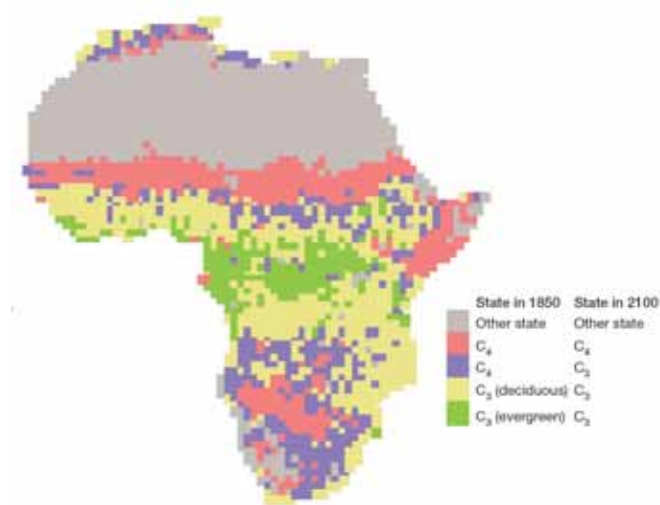 State in 1850 State in 2100
Other state Other state
C₄ C₄
C₄ C₃
C₃ (deciduous) C₃
C₃ (evergreen) C₃